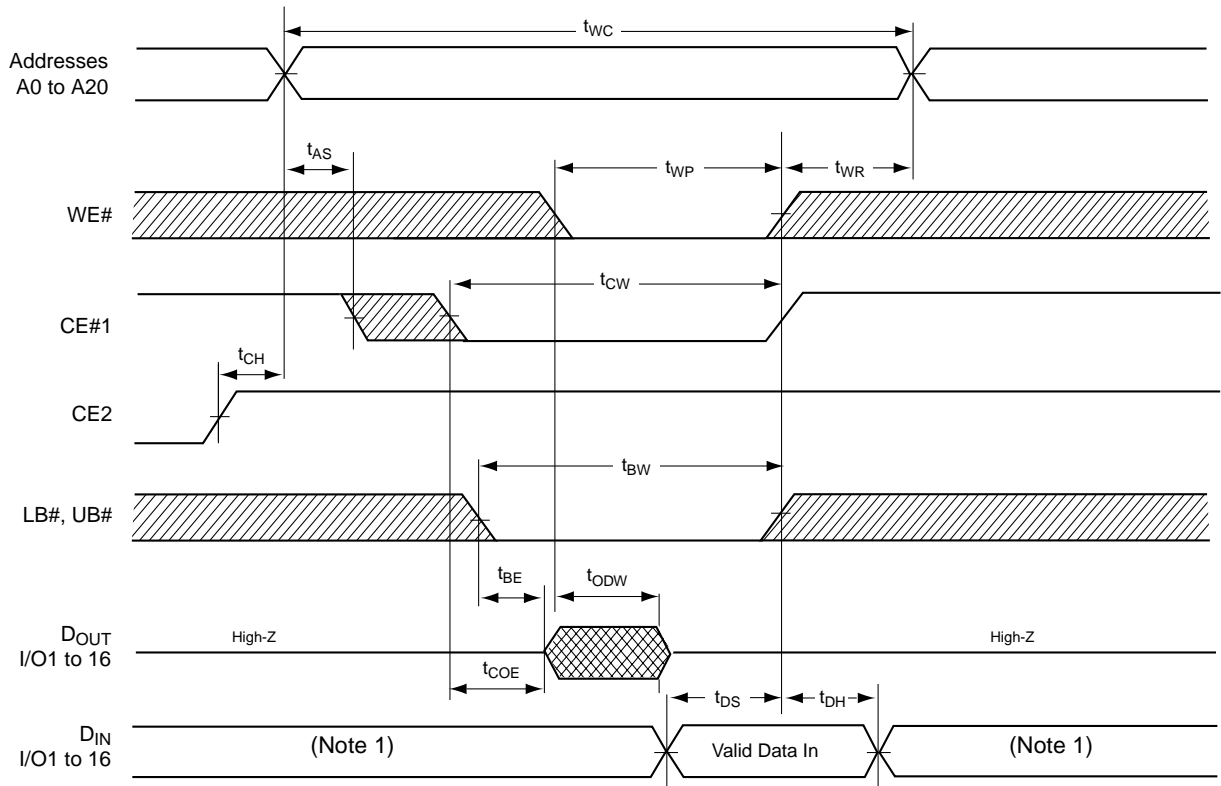 tWC
Addresses
A0 to A20
tAS
tWP
tWR
WE#
tCW
CE#1
tCH
CE2
tBW
LB#, UB#
tBE
tODW
DOUT
I/O1 to 16
High-Z
High-Z
tCOE
tDS
tDH
DIN
I/O1 to 16
(Note 1)
Valid Data In
(Note 1)